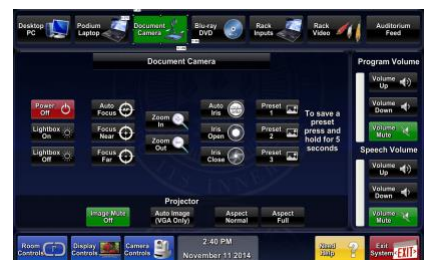 Desktop PC
Podium Laptop
Document Camera
Blu-ray DVD
Rack Inputs
Rack Video
Auditorium Feed
Document Camera
Program Volume
Power Off
Auto Focus
Zoom In
Auto Iris
Preset 1
To save a preset press and hold for 5 seconds
Volume Up
Lightbox On
Focus Near
Zoom Out
Iris Open
Preset 2
Volume Down
Lightbox Off
Focus Far
Iris Close
Preset 3
Volume Mute
Speech Volume
Volume Up
Volume Down
Volume Mute
Projector
Image Mute Off
Auto Image (VGA Only)
Aspect Normal
Aspect Full
Room Controls
Display Controls
Camera Controls
2:40 PM
November 11 2014
Need Help
Exit System
EXIT